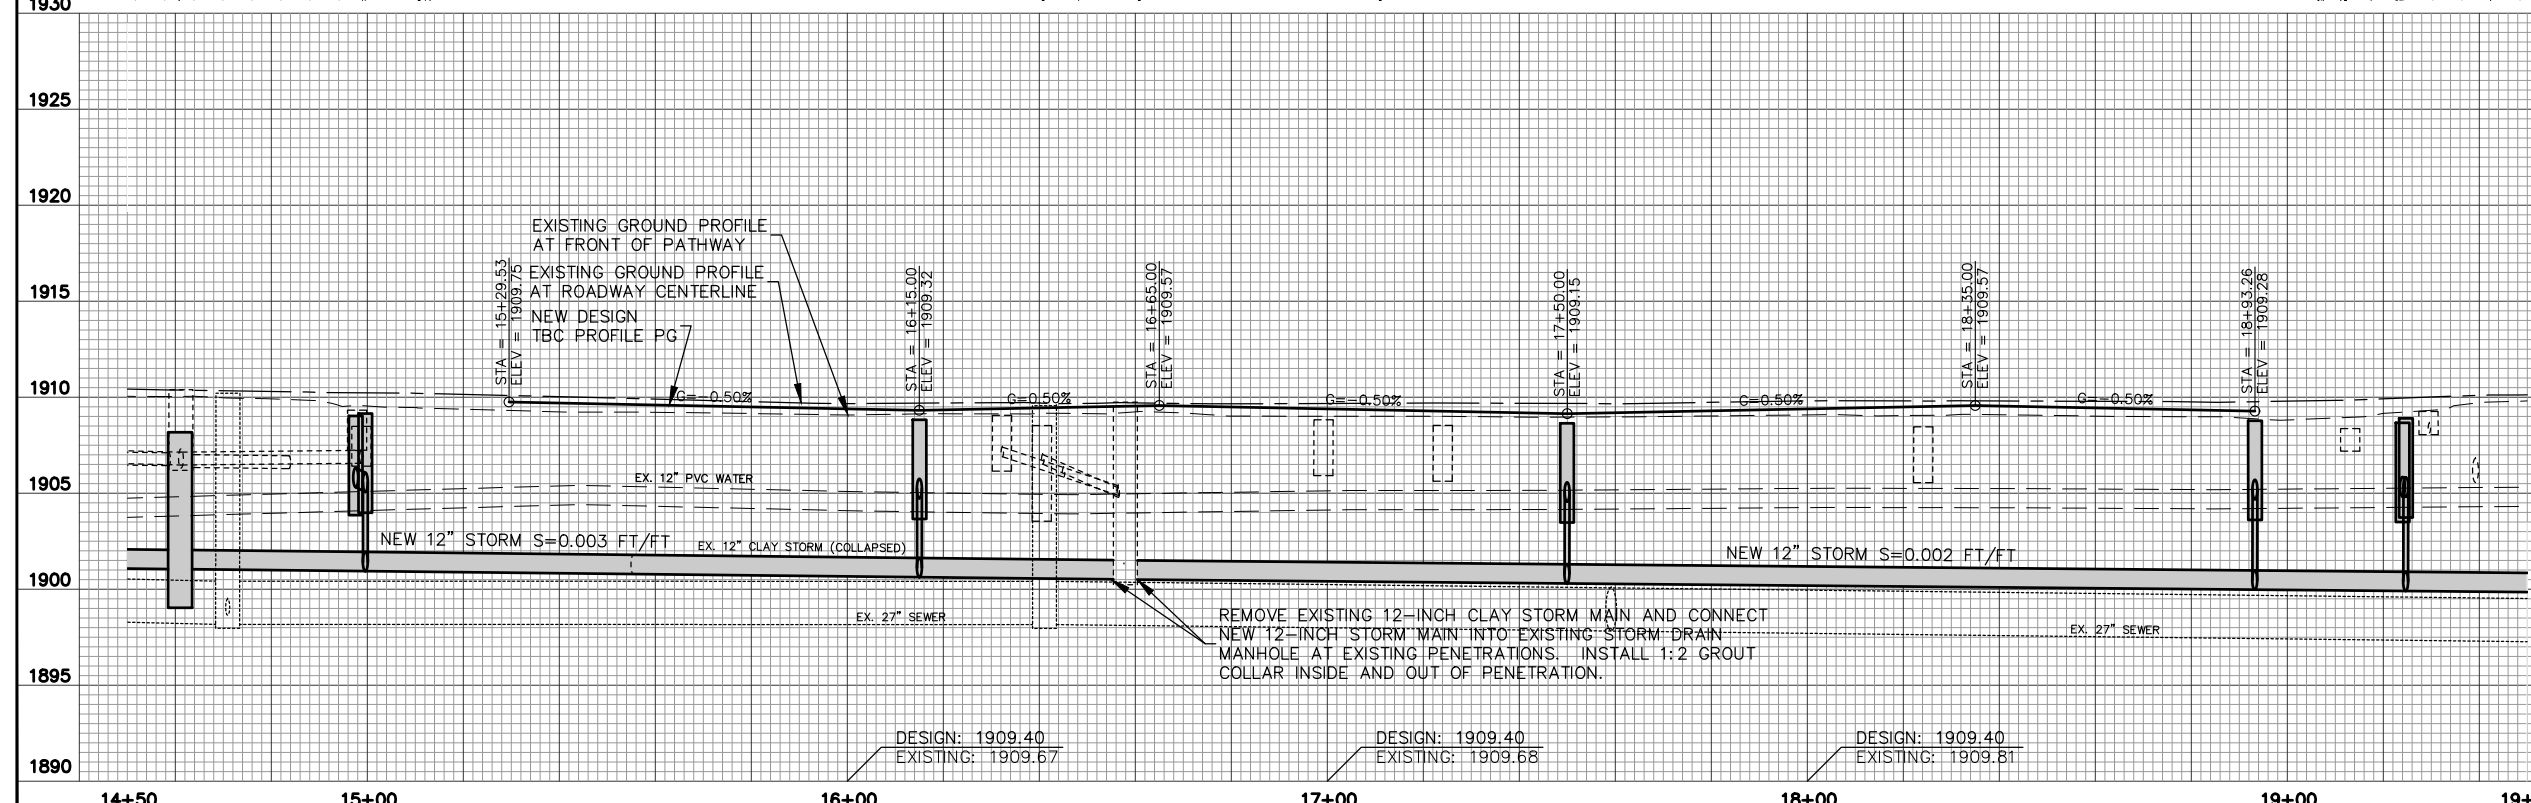 1930
1925
1920
1915
1910
1905
1900
1895
1890
EXISTING GROUND PROFILE
AT FRONT OF PATHWAY
EXISTING GROUND PROFILE
AT ROADWAY CENTERLINE
NEW DESIGN
TBC PROFILE PG
STA = 15+29.53
ELEV = 1909.75
STA = 16+15.00
ELEV = 1909.32
STA = 16+65.00
ELEV = 1909.57
STA = 17+50.00
ELEV = 1909.15
STA = 18+35.00
ELEV = 1909.57
STA = 18+93.26
ELEV = 1909.28
G=-0.50%
G=0.50%
G=-0.50%
G=0.50%
G=-0.50%
EX. 12" PVC WATER
NEW 12" STORM S=0.003 FT/FT
EX. 12" CLAY STORM (COLLAPSED)
NEW 12" STORM S=0.002 FT/FT
EX. 27" SEWER
EX. 27" SEWER
REMOVE EXISTING 12-INCH CLAY STORM MAIN AND CONNECT
NEW 12-INCH STORM MAIN INTO EXISTING STORM DRAIN
MANHOLE AT EXISTING PENETRATIONS. INSTALL 1:2 GROUT
COLLAR INSIDE AND OUT OF PENETRATION.
DESIGN: 1909.40
EXISTING: 1909.67
DESIGN: 1909.40
EXISTING: 1909.68
DESIGN: 1909.40
EXISTING: 1909.81
14+50
15+00
16+00
17+00
18+00
19+00